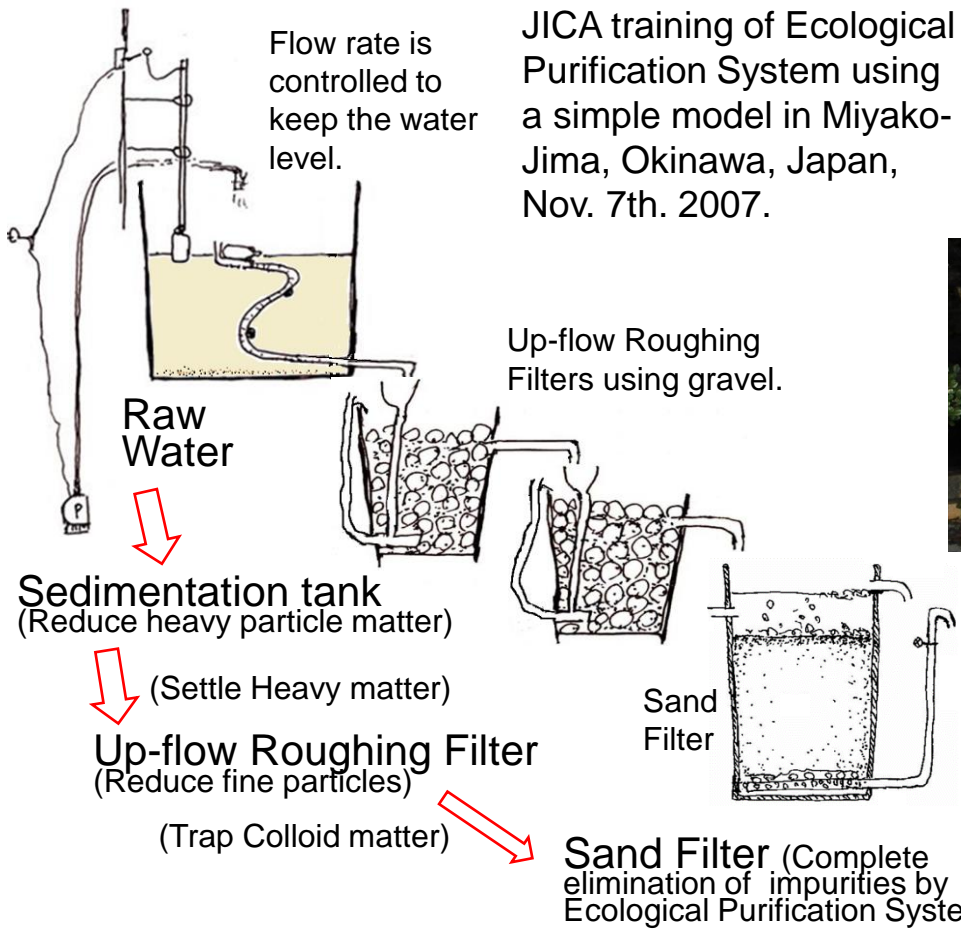 Flow rate is
controlled to
keep the water
level.
JICA training of Ecological
Purification System using
a simple model in Miyako-
Jima, Okinawa, Japan,
Nov. 7th. 2007.
Up-flow Roughing
Filters using gravel.
Raw
Water
P
Sedimentation tank
(Reduce heavy particle matter)
(Settle Heavy matter)
Up-flow Roughing Filter
(Reduce fine particles)
(Trap Colloid matter)
Sand
Filter
Sand Filter (Complete
elimination of impurities by
Ecological Purification Syste